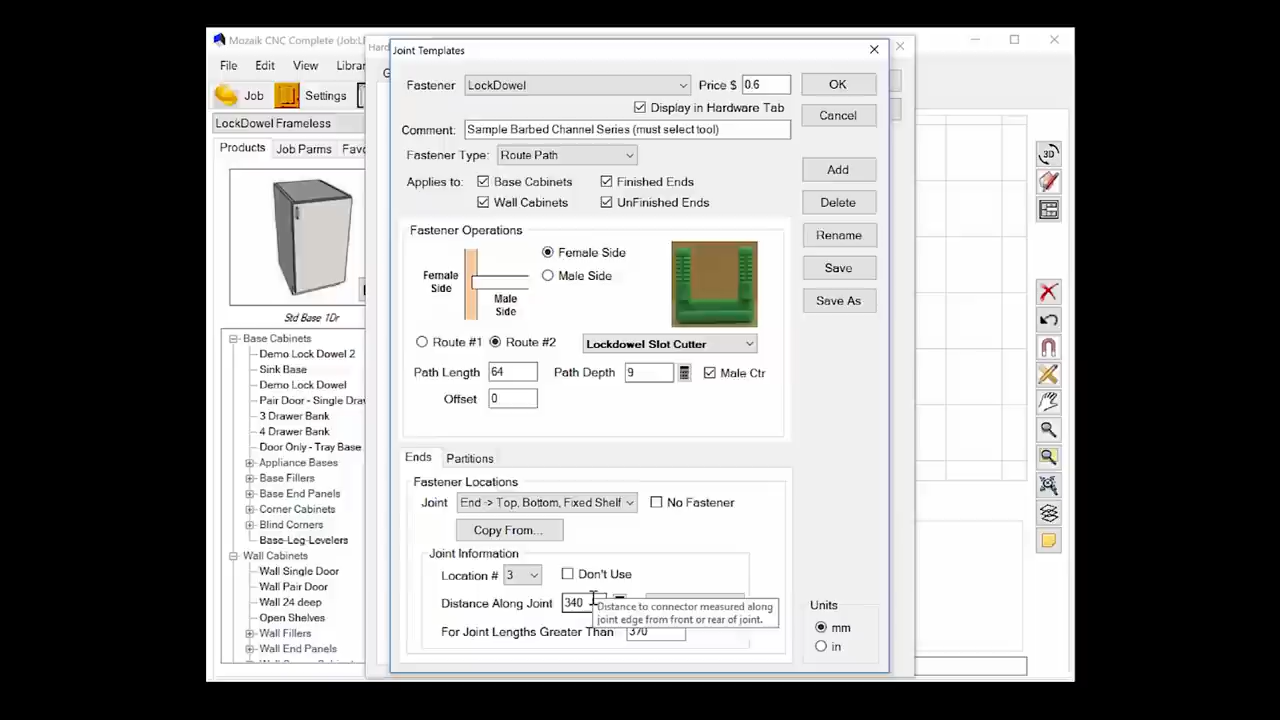 Mozaik CNC Complete (Job:L
Hard
Joint Templates
File Edit View Librar
G
Job Settings
LockDowel Frameless
Products Job Parms Favo
Std Base 1Dr
Base Cabinets
Demo Lock Dowel 2
Sink Base
Demo Lock Dowel
Pair Door - Single Draw
3 Drawer Bank
4 Drawer Bank
Door Only - Tray Base
Appliance Bases
Base Fillers
Base End Panels
Corner Cabinets
Blind Corners
Base Leg Levelers
Wall Cabinets
Wall Single Door
Wall Pair Door
Wall 24 deep
Open Shelves
Wall Fillers
Wall End Panels
Fastener LockDowel Price $ 0.6
Display in Hardware Tab
Comment: Sample Barbed Channel Series (must select tool)
Fastener Type: Route Path
Applies to: Base Cabinets Finished Ends
Wall Cabinets UnFinished Ends
Fastener Operations
Female Side
Male Side
Female
Side
Male
Side
Route #1 Route #2 Lockdowel Slot Cutter
Path Length 64 Path Depth 9 Male Ctr
Offset 0
Ends Partitions
Fastener Locations
Joint End -> Top, Bottom, Fixed Shelf No Fastener
Copy From...
Joint Information
Location # 3 Don't Use
Distance Along Joint 340
Distance to connector measured along
joint edge from front or rear of joint.
For Joint Lengths Greater Than 370
OK
Cancel
Add
Delete
Rename
Save
Save As
Units
mm
in
3D